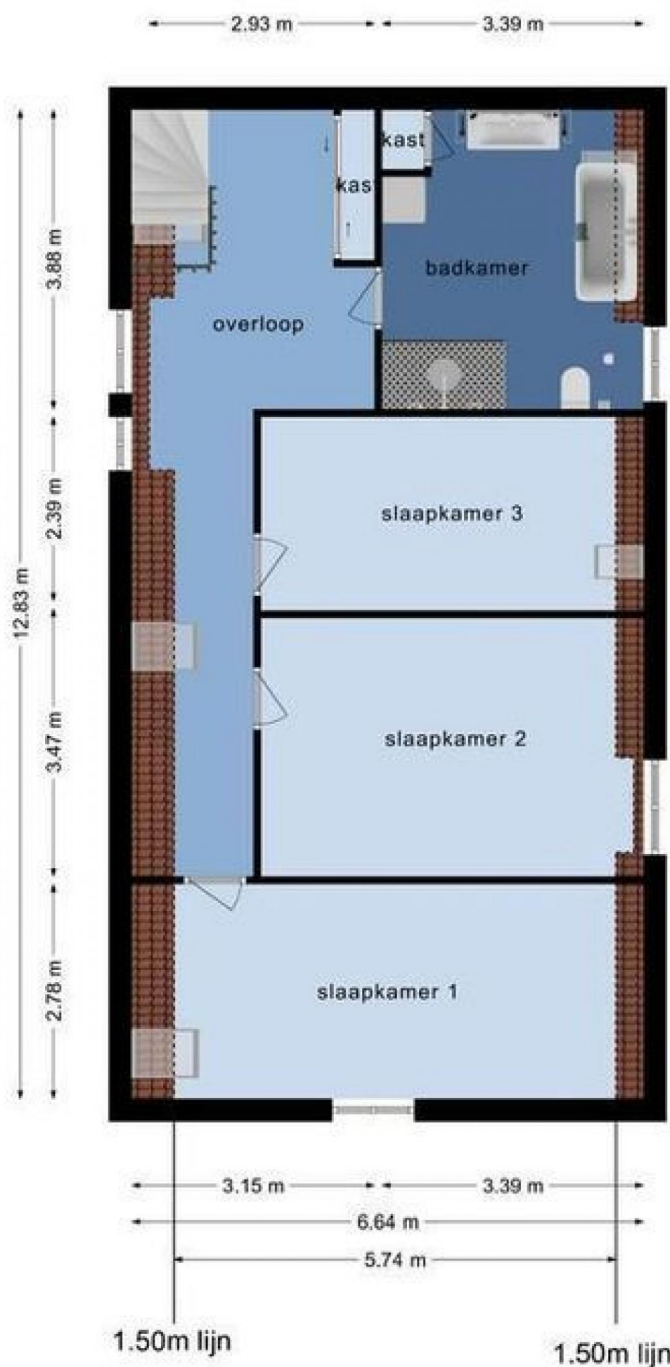 2.93 m
3.39 m
kast
kast
3.88 m
badkamer
overloop
2.39 m
slaapkamer 3
12.83 m
3.47 m
slaapkamer 2
2.78 m
slaapkamer 1
3.15 m
3.39 m
6.64 m
5.74 m
1.50m lijn
1.50m lijn